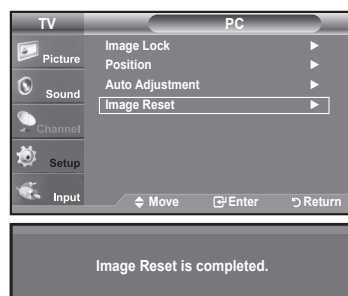 TV
PC
Picture
Sound
Channel
Setup
Input
Image Lock
Position
Auto Adjustment
Image Reset
Move Enter Return
Image Reset is completed.